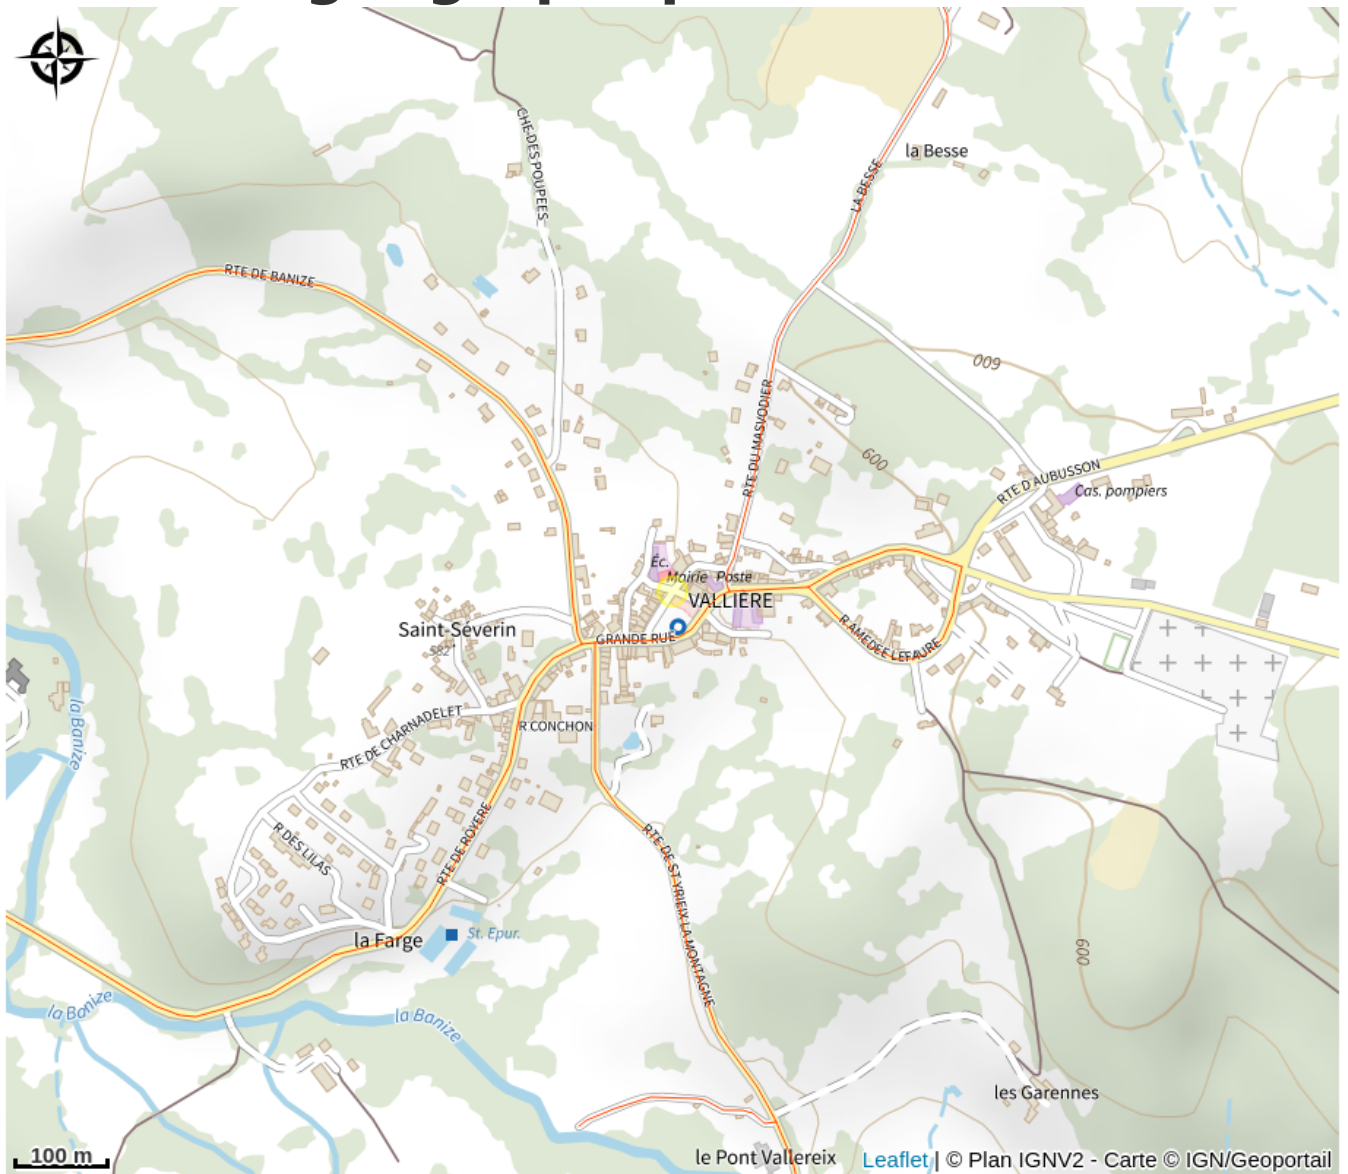 CHE DES POUPEES
la Besse
LA BESSE
RTE DE BANIZE
600
RTE DU MASVODIER
600
RTE D'AUBUSSON
Cas. pompiers
Éc.
Mairie Poste
VALLIERE
Saint-Séverin
582
GRANDE RUE
R.AMEDEE LEFAURE
la Banize
R.CONCHON
RTE DE CHARNADELET
R.DES LILAS
RTE DE ROYERE
RTE DE ST YRIEIX LA MONTAGNE
la Farge
St. Epur.
600
la Banize
la Banize
les Garennes
100 m
le Pont Vallereix
Leaflet | © Plan IGNV2 - Carte © IGN/Geoportail